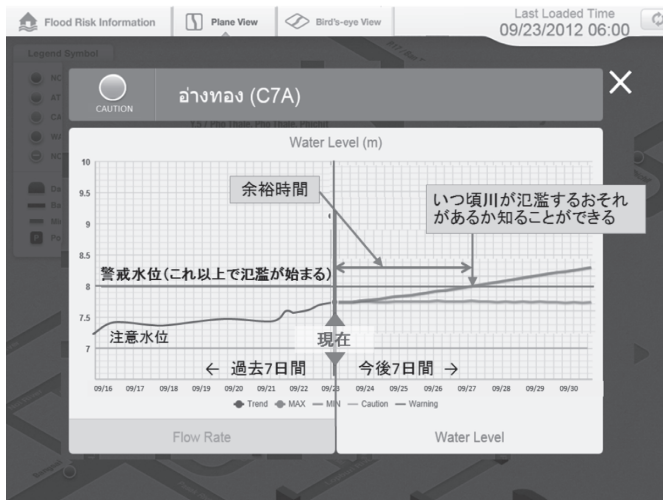 Flood Risk Information
Plane View
Bird's-eye View
Last Loaded Time
09/23/2012 06:00
Legend Symbol
CAUTION
อ่างทอง (C7A)
Water Level (m)
10
9.5
9
8.5
8
7.5
7
余裕時間
いつ頃川が氾濫するおそれ
があるか知ることができる
警戒水位(これ以上で氾濫が始まる)
注意水位
現在
← 過去7日間
今後7日間 →
09/16 09/17 09/18 09/19 09/20 09/21 09/22 09/23 09/24 09/25 09/26 09/27 09/28 09/29 09/30
Trend MAX MIN Caution Warning
Flow Rate
Water Level